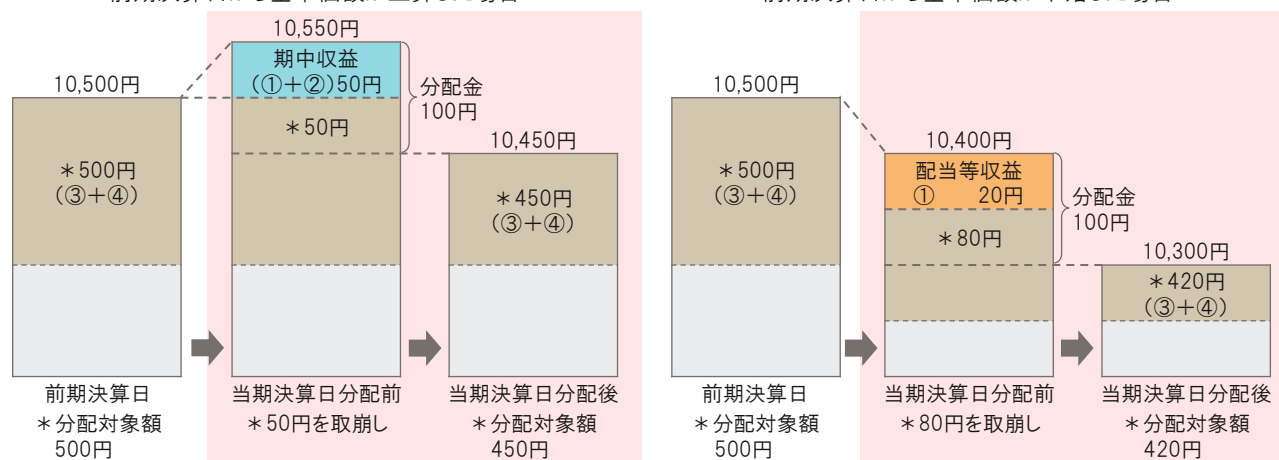 10,500円
＊500円
(③＋④)
前期決算日
＊分配対象額
500円
10,550円
期中収益
(①＋②)50円
＊50円
分配金
100円
当期決算日分配前
＊50円を取崩し
10,450円
＊450円
(③＋④)
当期決算日分配後
＊分配対象額
450円
10,500円
＊500円
(③＋④)
前期決算日
＊分配対象額
500円
10,400円
配当等収益
① 20円
＊80円
分配金
100円
当期決算日分配前
＊80円を取崩し
10,300円
＊420円
(③＋④)
当期決算日分配後
＊分配対象額
420円